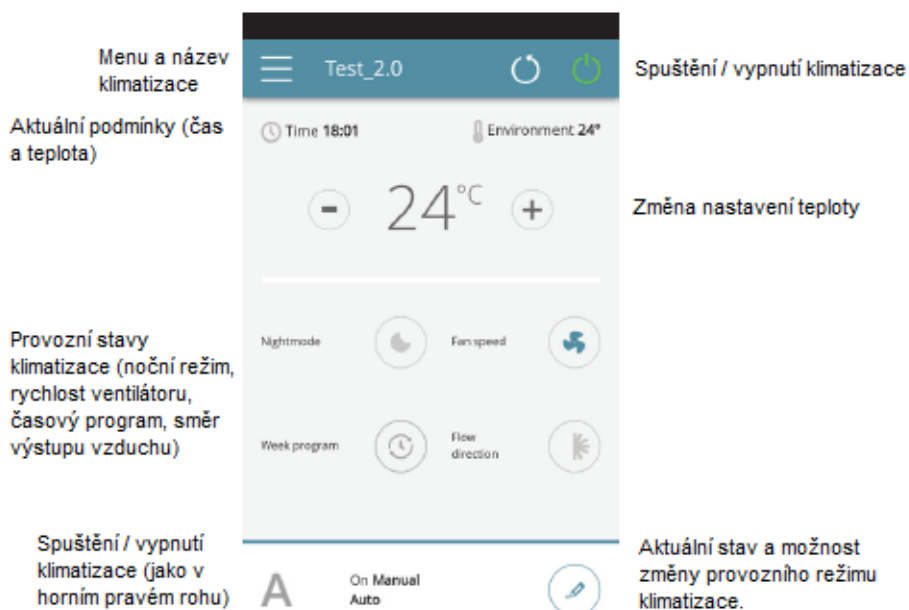 Menu a název
klimatizace
Test_2.0
Spuštění / vypnutí klimatizace
Aktuální podmínky (čas
a teplota)
Time 18:01
Environment 24°
24°C
Změna nastavení teploty
Provozní stavy
klimatizace (noční režim,
rychlost ventilátoru,
časový program, směr
výstupu vzduchu)
Nightmode
Fan speed
Week program
Flow
direction
Spuštění / vypnutí
klimatizace (jako v
horním pravém rohu)
A
On Manual
Auto
Aktuální stav a možnost
změny provozního režimu
klimatizace.